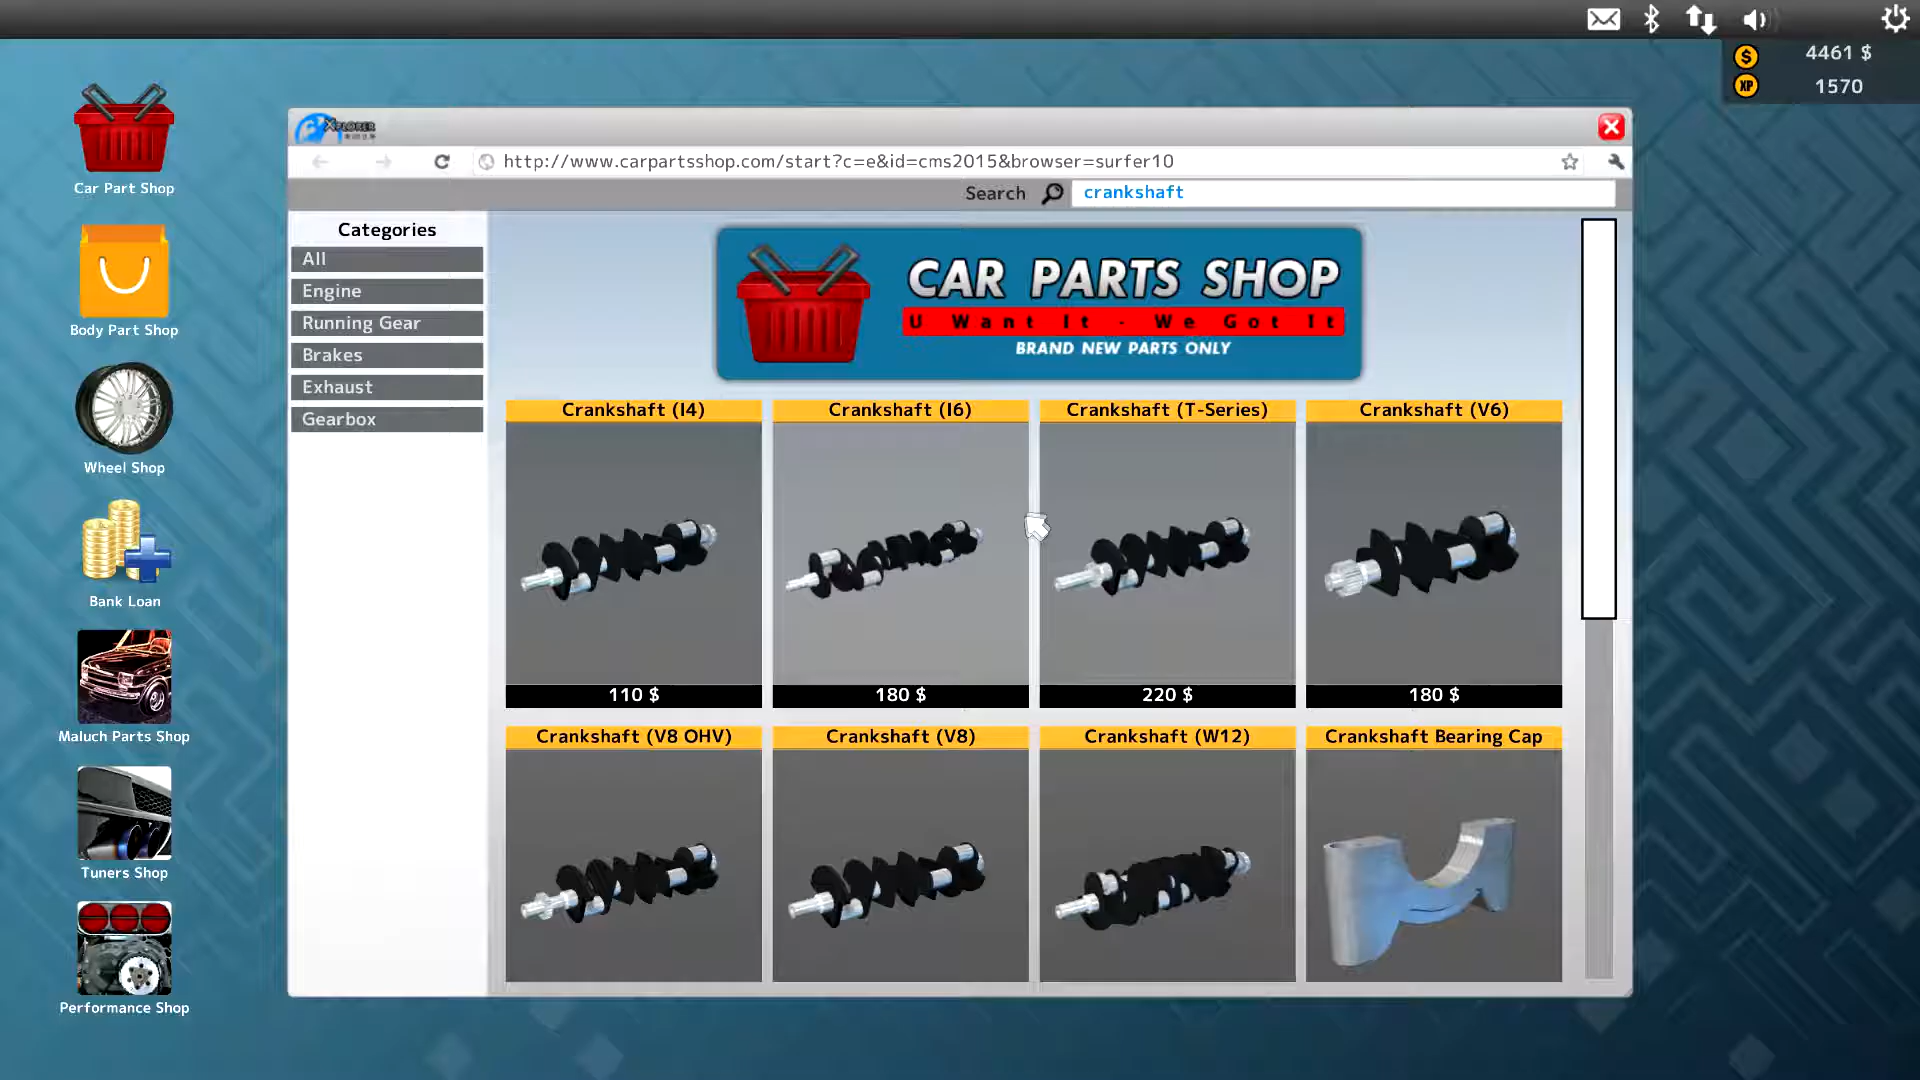 4461 $
XP
1570
Car Part Shop
Body Part Shop
Wheel Shop
Bank Loan
Maluch Parts Shop
Tuners Shop
Performance Shop
XPLORER
http://www.carpartsshop.com/start?c=e&id=cms2015&browser=surfer10
Search crankshaft
Categories
All
Engine
Running Gear
Brakes
Exhaust
Gearbox
CAR PARTS SHOP
U Want It - We Got It
BRAND NEW PARTS ONLY
Crankshaft (I4)
110 $
Crankshaft (I6)
180 $
Crankshaft (T-Series)
220 $
Crankshaft (V6)
180 $
Crankshaft (V8 OHV)
Crankshaft (V8)
Crankshaft (W12)
Crankshaft Bearing Cap